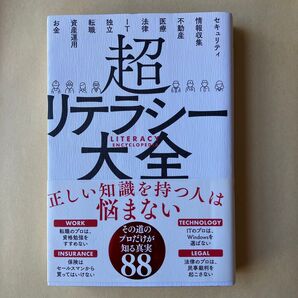 お金
資産運用
転職
独立
IT
法律
医療
不動産
情報収集
セキュリティ
超
リテラシー
大全
LITERACY
ENCYCLOPEDIA
正しい知識を持つ人は
悩まない
その道の
プロだけが
知る真実
88
WORK
転職のプロは、
資格勉強を
すすめない
TECHNOLOGY
ITのプロは、
Windowsを
選ばない
INSURANCE
保険は
セールスマンから
買ってはいけない
LEGAL
法律のプロは、
民事裁判を
起こさない